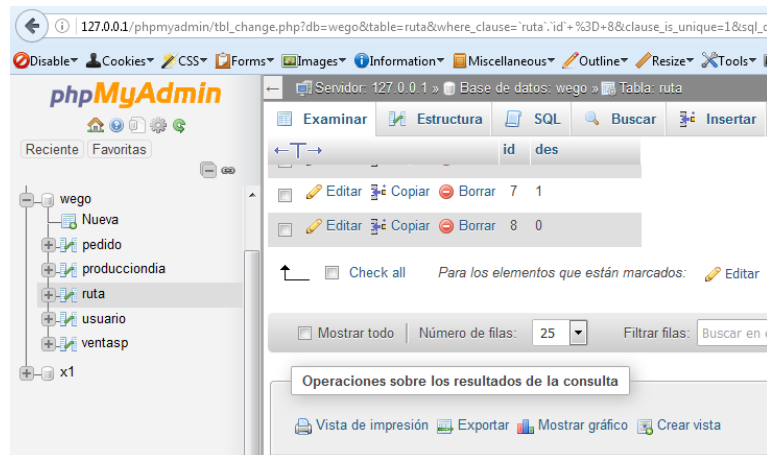 127.0.0.1/phpmyadmin/tbl_change.php?db=wego&table=ruta&where_clause=`ruta`.`id`+%3D+8&clause_is_unique=1&sql_
Disable Cookies CSS Forms Images Information Miscellaneous Outline Resize Tools
phpMyAdmin
Reciente Favoritas
wego
Nueva
pedido
producciondia
ruta
usuario
ventasp
x1
Servidor: 127.0.0.1 » Base de datos: wego » Tabla: ruta
Examinar Estructura SQL Buscar Insertar
id des
Editar Copiar Borrar 7 1
Editar Copiar Borrar 8 0
Check all Para los elementos que están marcados: Editar
Mostrar todo Número de filas: 25 Filtrar filas: Buscar en
Operaciones sobre los resultados de la consulta
Vista de impresión Exportar Mostrar gráfico Crear vista